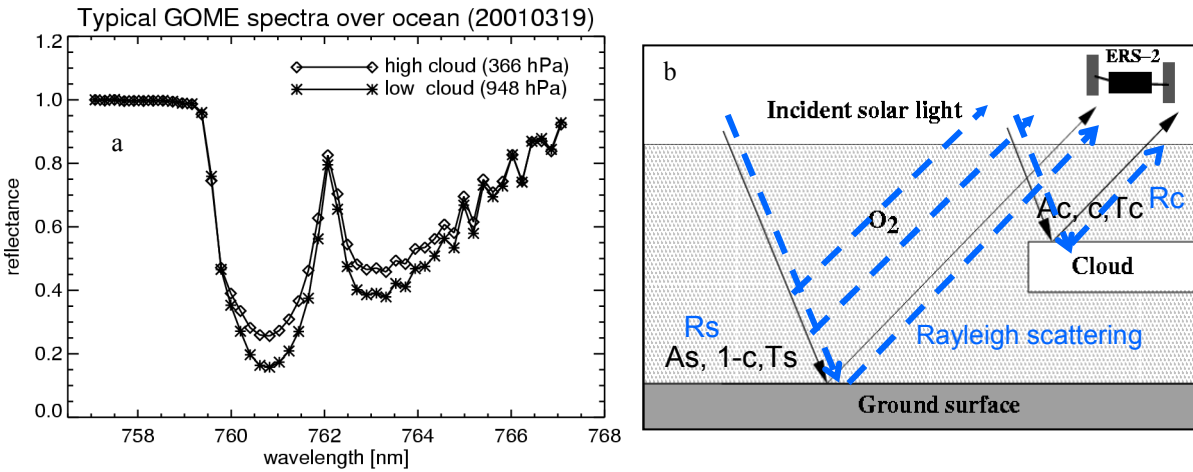 Typical GOME spectra over ocean (20010319)
1.2
1.0
0.8
0.6
0.4
0.2
0.0
reflectance
a
high cloud (366 hPa)
low cloud (948 hPa)
758
760
762
764
766
768
wavelength [nm]
b
ERS-2
Incident solar light
O2
Ac, c,Tc
Rc
Cloud
Rs
Rayleigh scattering
As, 1-c,Ts
Ground surface